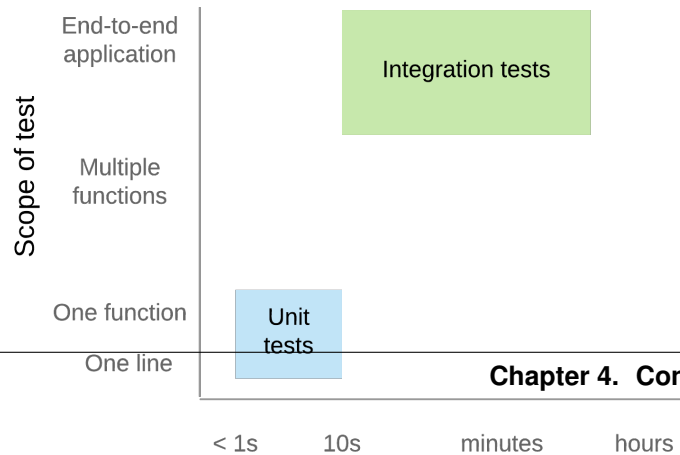 End-to-end
application
Integration tests
Scope of test
Multiple
functions
One function
Unit
tests
One line
Chapter 4. Con
< 1s 10s minutes hours